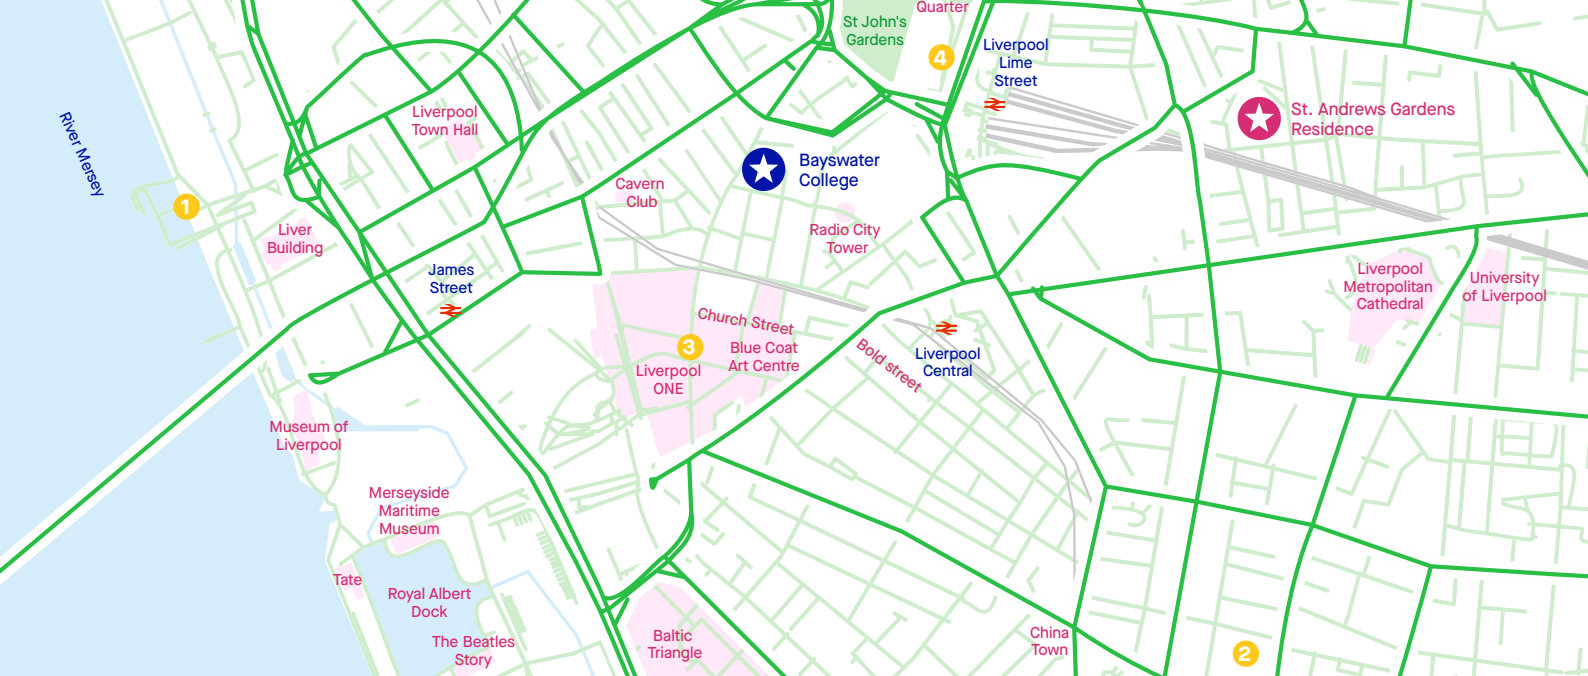 Quarter
St John's
Gardens
4
Liverpool
Lime
Street
St. Andrews Gardens
Residence
River Mersey
Liverpool
Town Hall
Bayswater
College
Cavern
Club
1
Liver
Building
Radio City
Tower
James
Street
Liverpool
Metropolitan
Cathedral
University
of Liverpool
Church Street
3
Blue Coat
Art Centre
Liverpool
ONE
Bold street
Liverpool
Central
Museum of
Liverpool
Merseyside
Maritime
Museum
Tate
Royal Albert
Dock
The Beatles
Story
Baltic
Triangle
China
Town
2